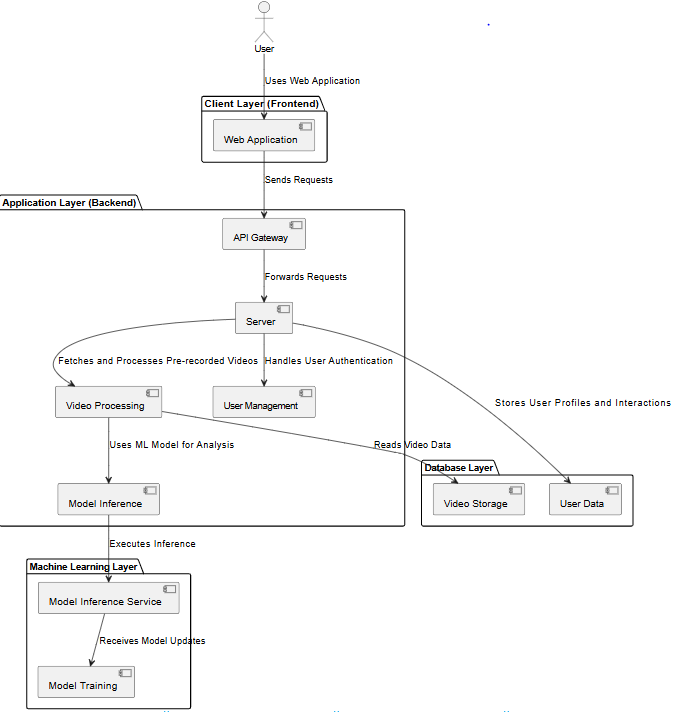 User
Uses Web Application
Client Layer (Frontend)
Web Application
Sends Requests
Application Layer (Backend)
API Gateway
Forwards Requests
Server
Fetches and Processes Pre-recorded Videos
Handles User Authentication
Video Processing
User Management
Stores User Profiles and Interactions
Uses ML Model for Analysis
Reads Video Data
Database Layer
Model Inference
Video Storage
User Data
Executes Inference
Machine Learning Layer
Model Inference Service
Receives Model Updates
Model Training